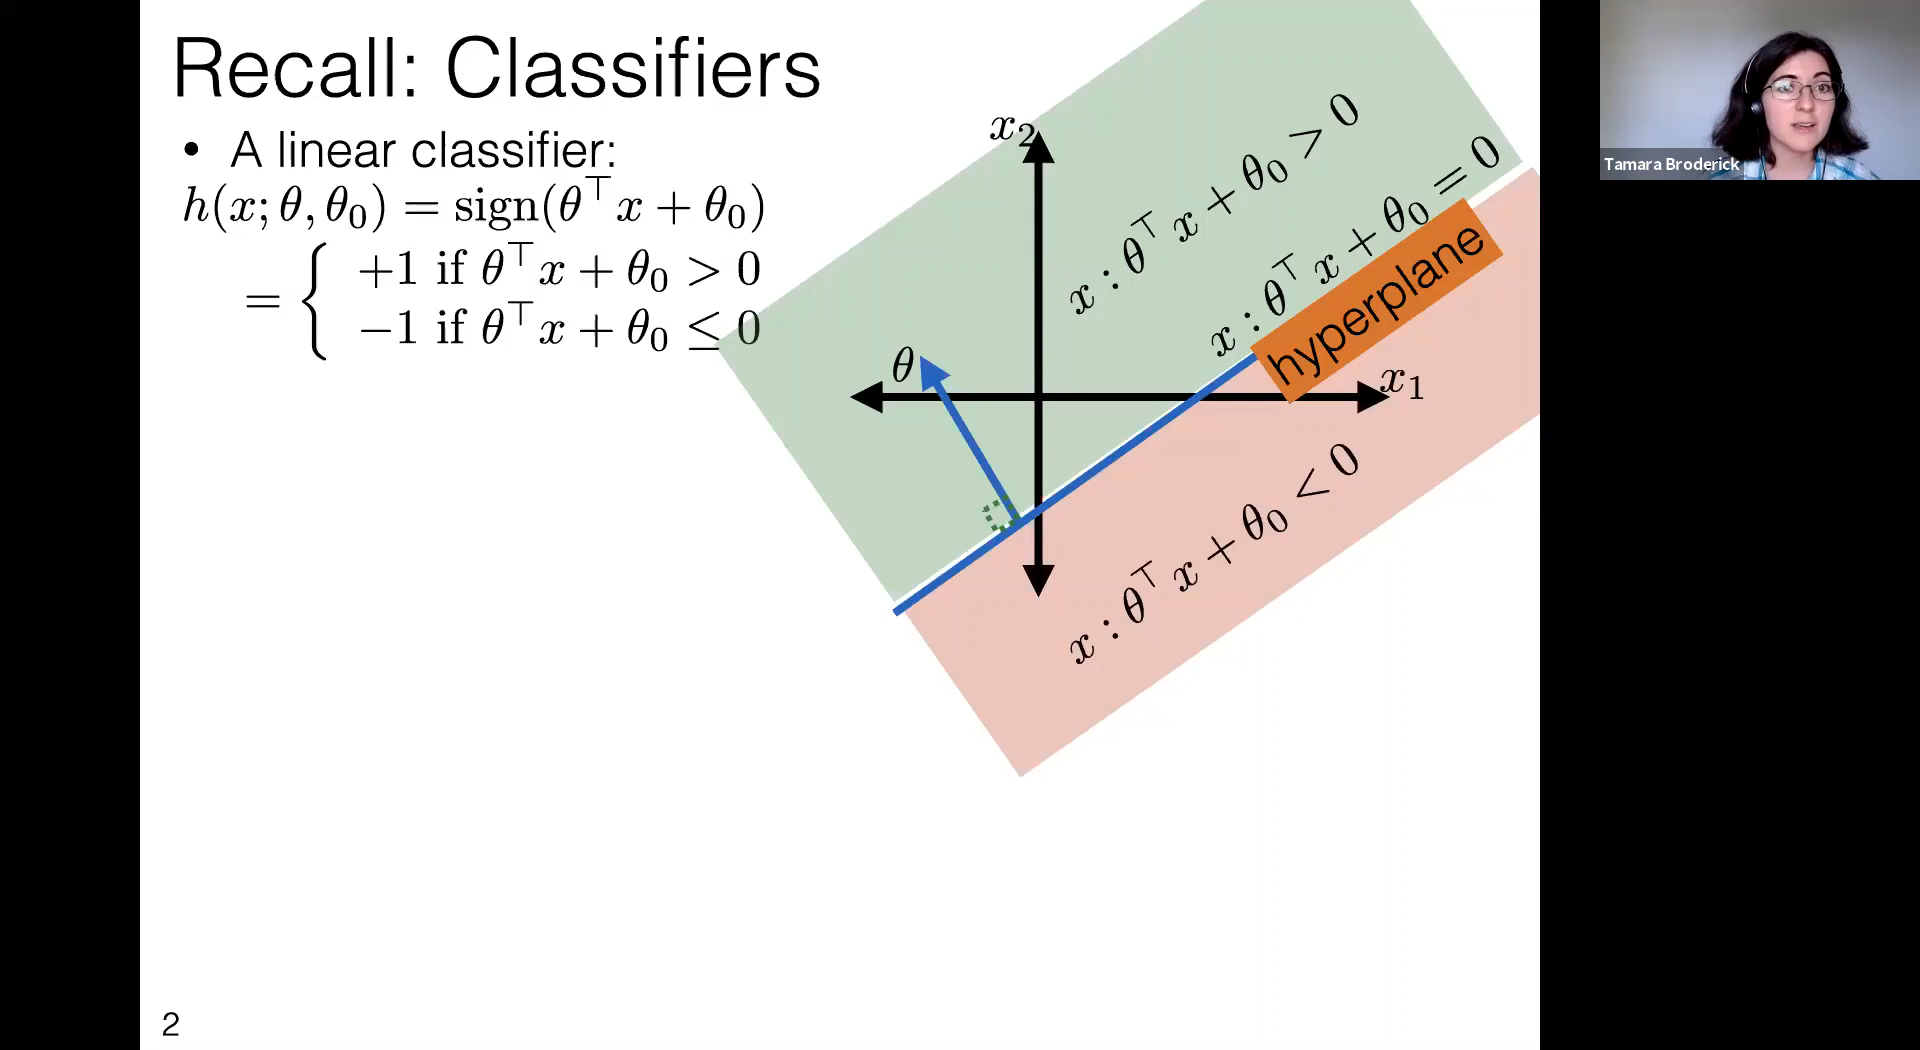 Recall: Classifiers
• A linear classifier:
h(x; θ, θ₀) = sign(θ^⊤ x + θ₀)
= { +1 if θ^⊤ x + θ₀ > 0
−1 if θ^⊤ x + θ₀ ≤ 0
x₂
x : θ^⊤ x + θ₀ > 0
x : θ^⊤ x + θ₀ = 0
hyperplane
θ
x₁
x : θ^⊤ x + θ₀ < 0
2
Tamara Broderick